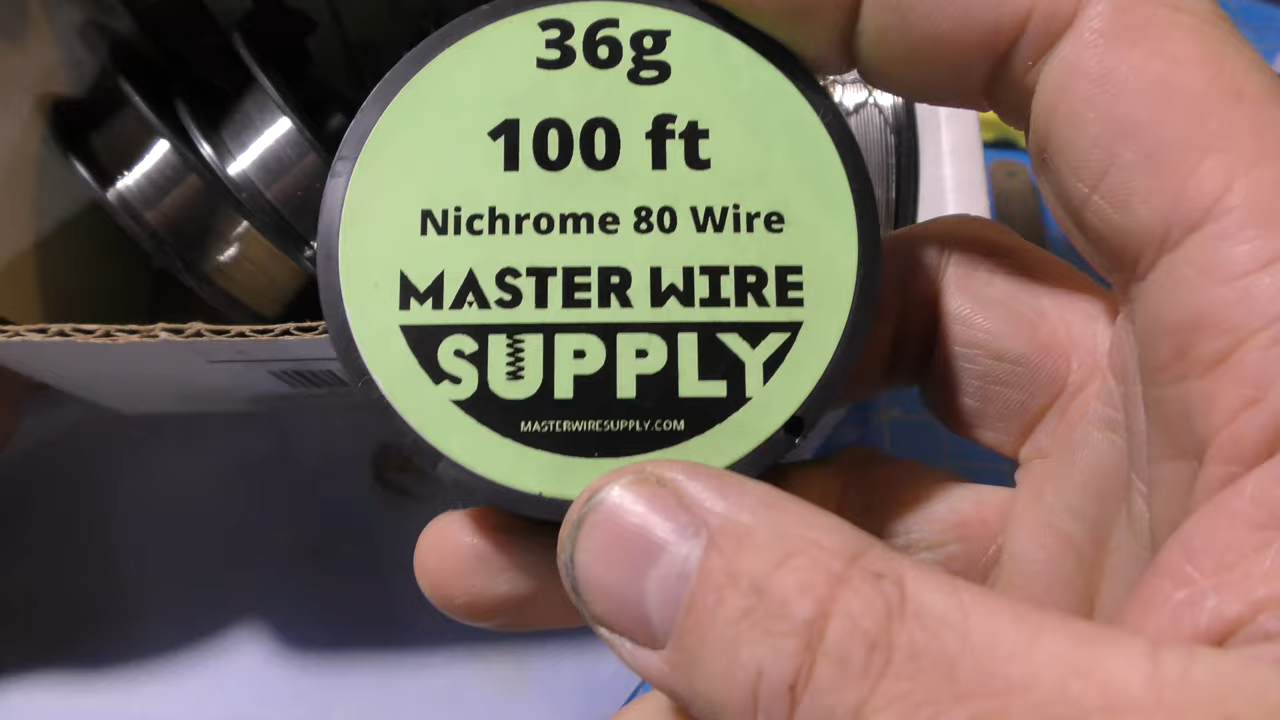 36g
100 ft
Nichrome 80 Wire
MASTER WIRE
SUPPLY
MASTERWIRESUPPLY.COM